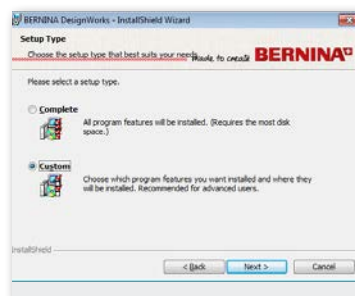 BERNINA DesignWorks - InstallShield Wizard
Setup Type
Choose the setup type that best suits your needs.
made to create BERNINA
Please select a setup type.
Complete
All program features will be installed. (Requires the most disk
space.)
Custom
Choose which program features you want installed and where they
will be installed. Recommended for advanced users.
InstallShield
< Back Next > Cancel